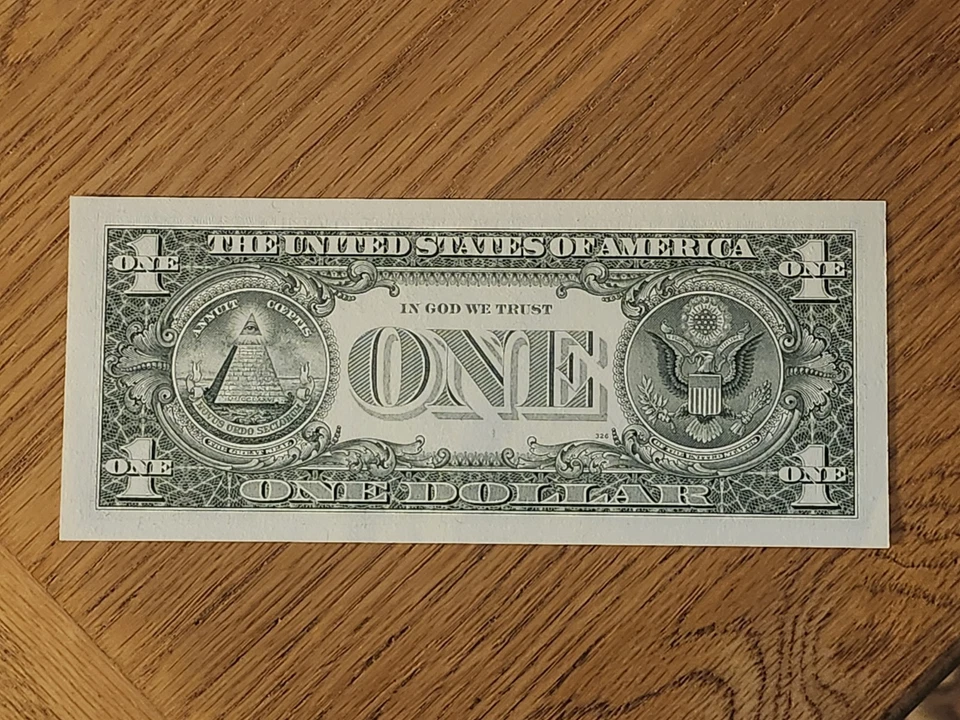 THE UNITED STATES OF AMERICA
1
ONE
1
ONE
ANNUIT COEPTIS
IN GOD WE TRUST
ONE
NOVUS ORDO SECLORUM
THE GREAT SEAL
OF THE UNITED STATES
326
1
ONE
1
ONE
ONE DOLLAR